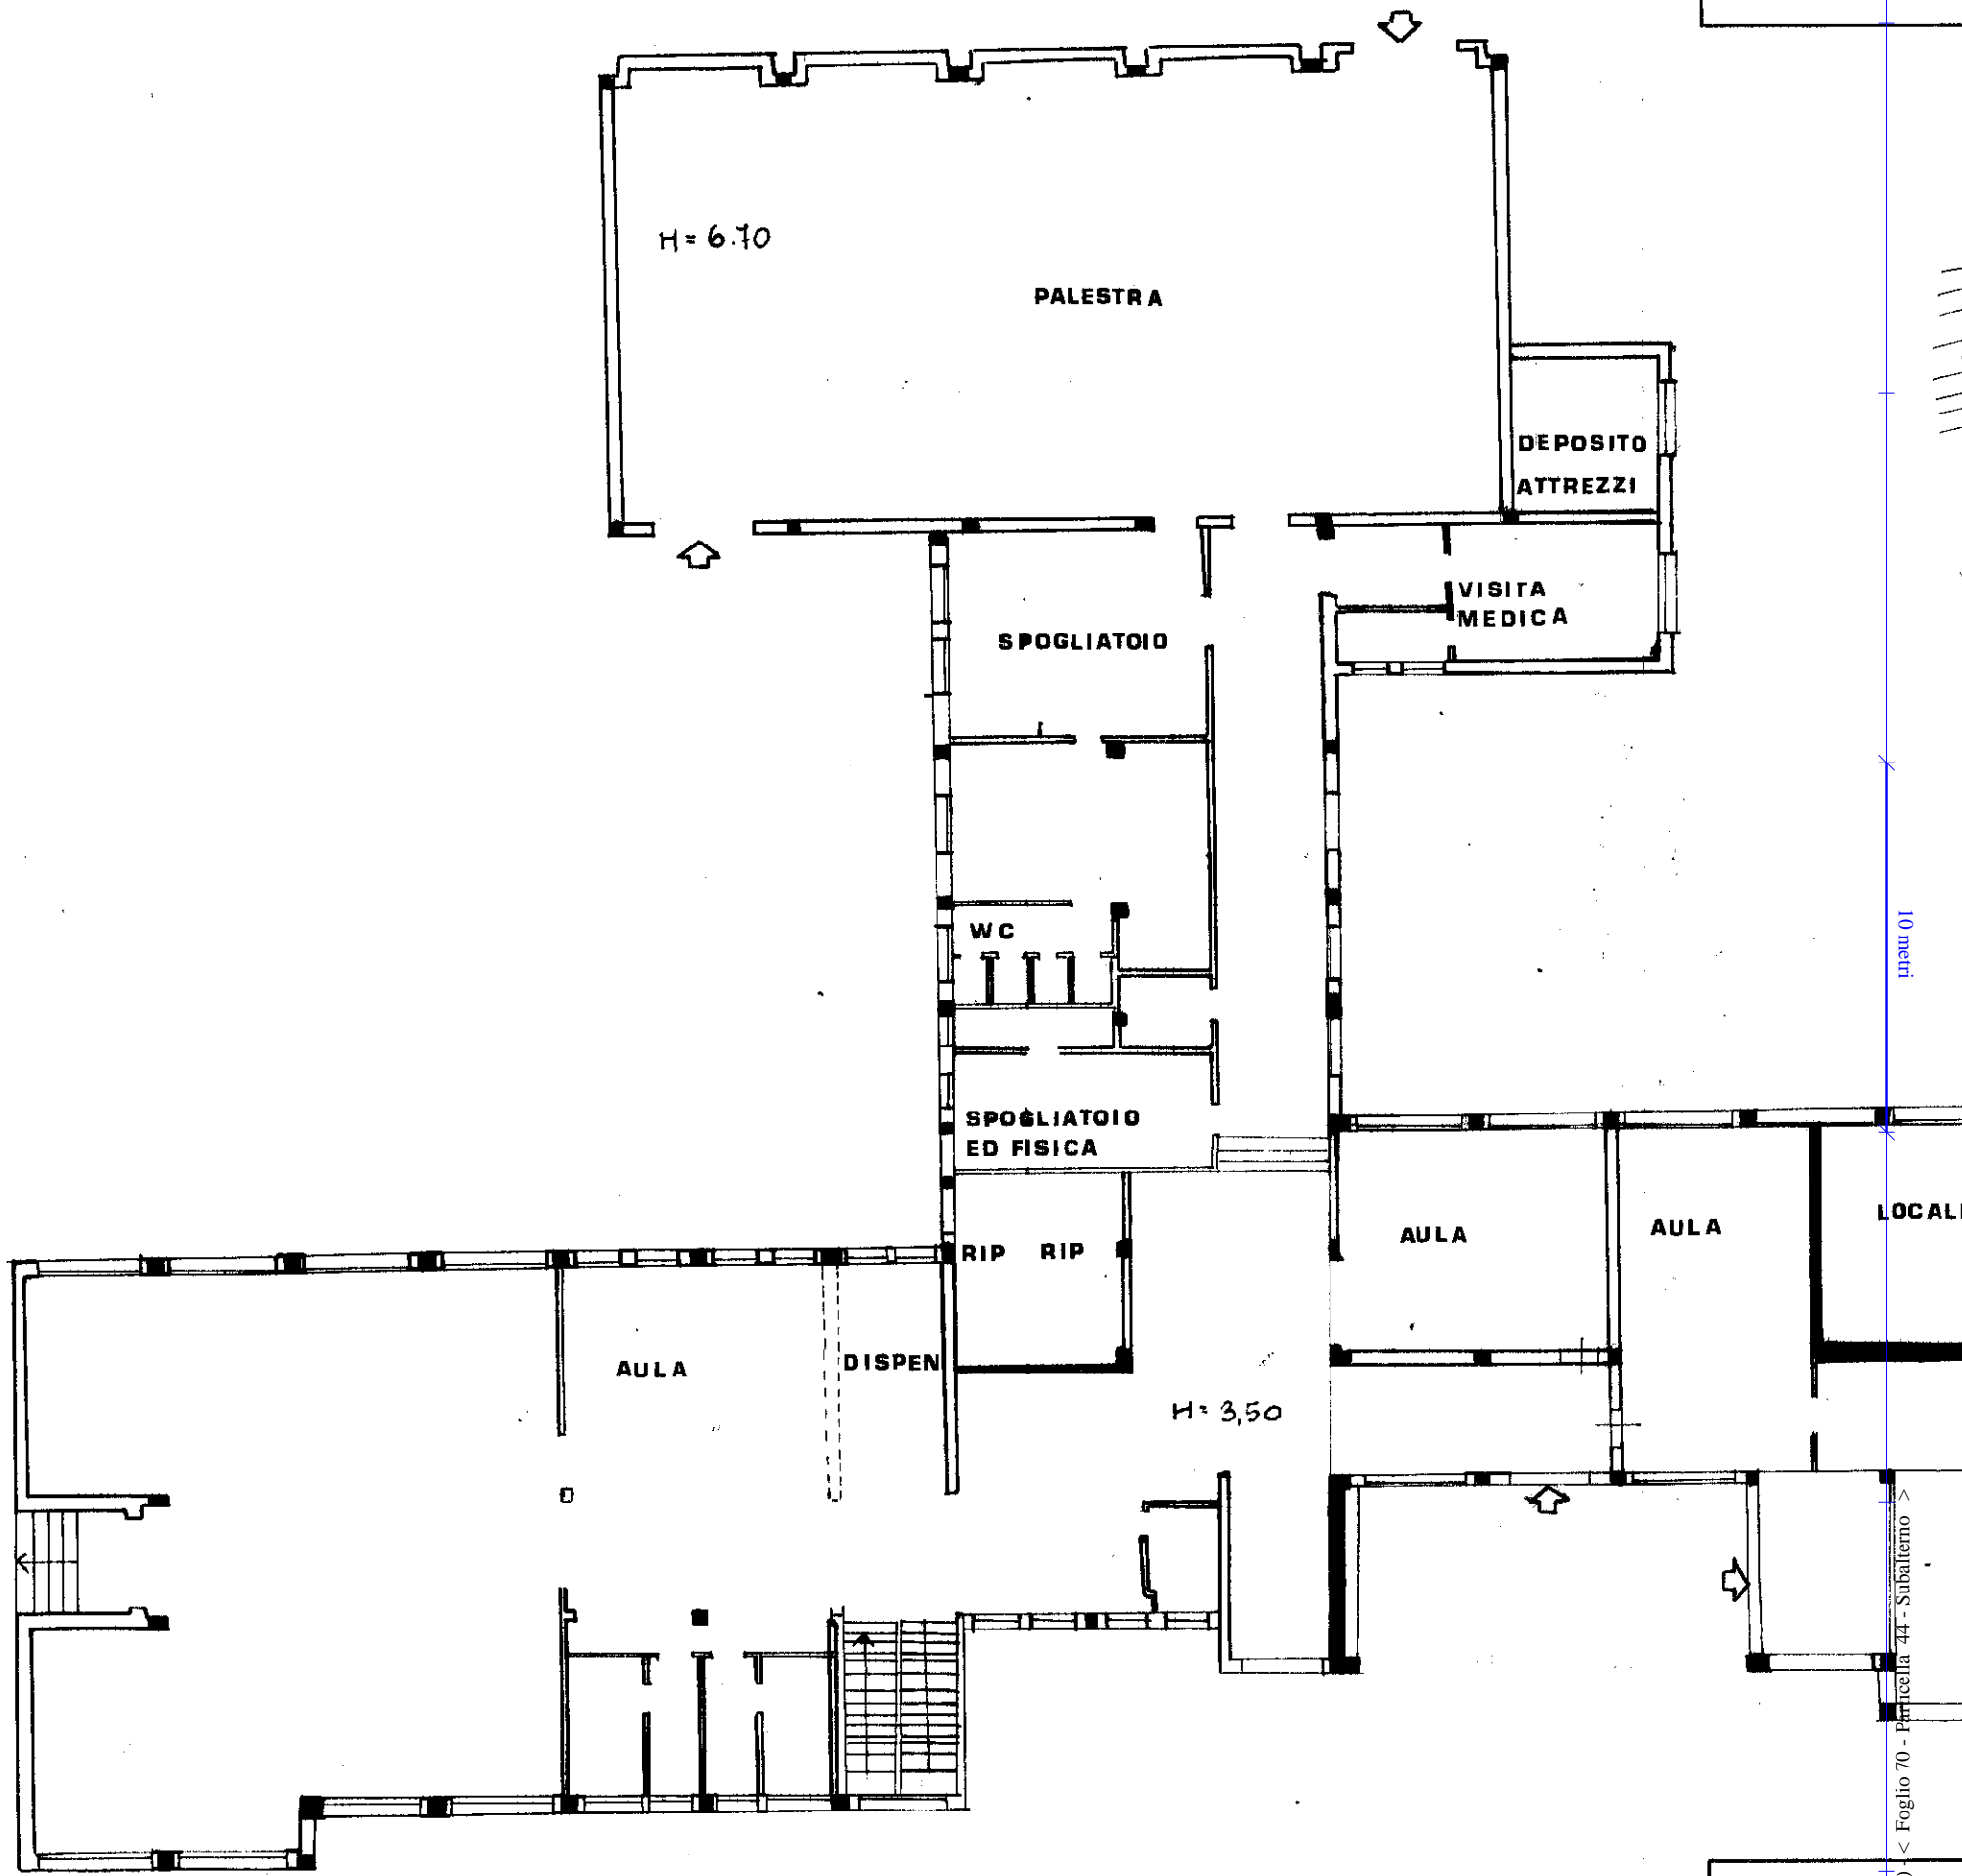 H= 6.70
PALESTRA
DEPOSITO
ATTREZZI
VISITA
MEDICA
SPOGLIATOIO
WC
10 metri
SPOGLIATOIO
ED FISICA
AULA
AULA
LOCALI
RIP RIP
AULA
DISPEN
H= 3,50
< Foglio 70 - Particella 44 - Subalterno >